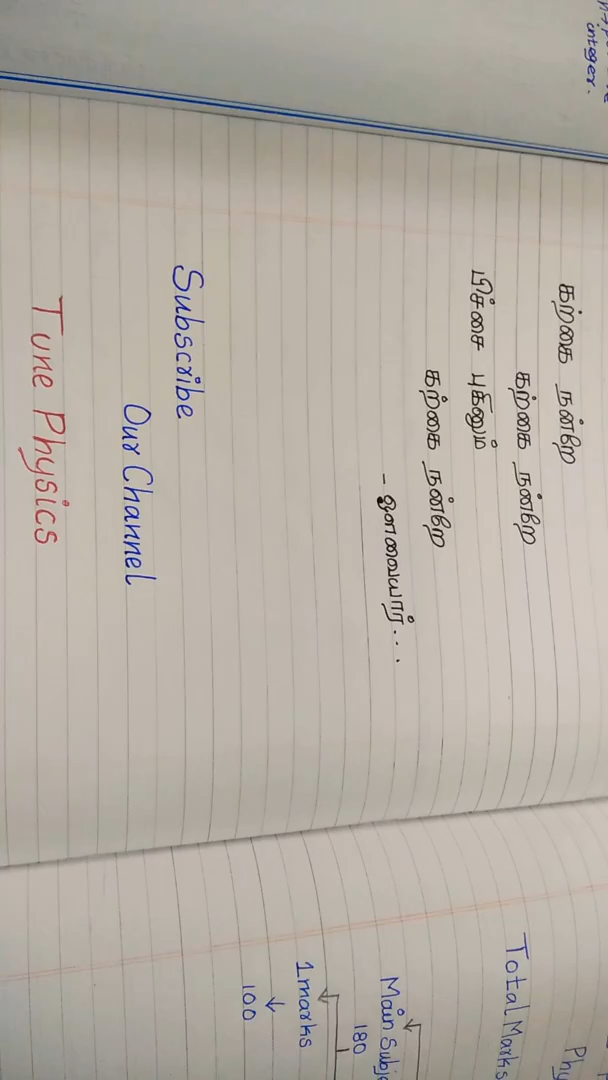 கற்கை நன்றே
கற்கை நன்றே
பிச்சை புகினும்
கற்கை நன்றே
- ஔவையார்...
Subscribe
Our Channel
Tune Physics
integer.
Total Marks
Main Subje
180
1marks
100